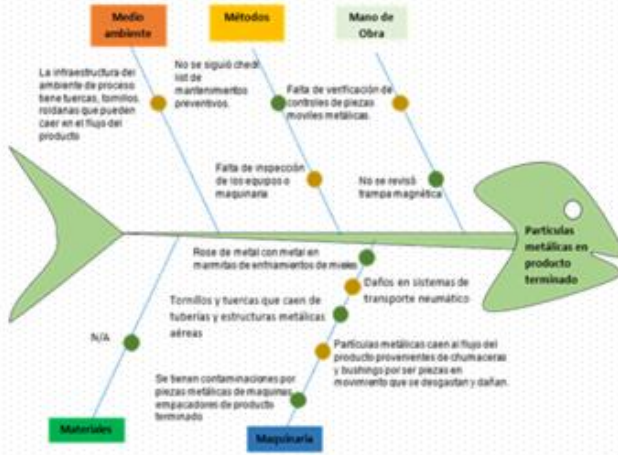 Medio
ambiente
Métodos
Mano de
Obra
La infraestructura del
ambiente de proceso
tiene tuercas, tornillos,
roldanas que pueden
caer en el flujo del
producto
No se siguió check
list de
mantenimientos
preventivos.
Falta de verificación de
controles de piezas
moviles metálicas.
Falta de inspección
de los equipos o
maquinaria
No se revisó
trampa magnética
Partículas
metálicas en
producto
terminado
Rose de metal con metal en
marmitas de enfriamientos de mieles
Daños en sistemas de
transporte neumático
Tornillos y tuercas que caen de
tuberías y estructuras metálicas
aéreas
N/A
Partículas metálicas caen al flujo del
producto provenientes de chumaceras
y bushings por ser piezas en
movimiento que se desgastan y dañan.
Se tienen contaminaciones por
piezas metálicas de maquinas
empacadores de producto
terminado
Materiales
Maquinaria